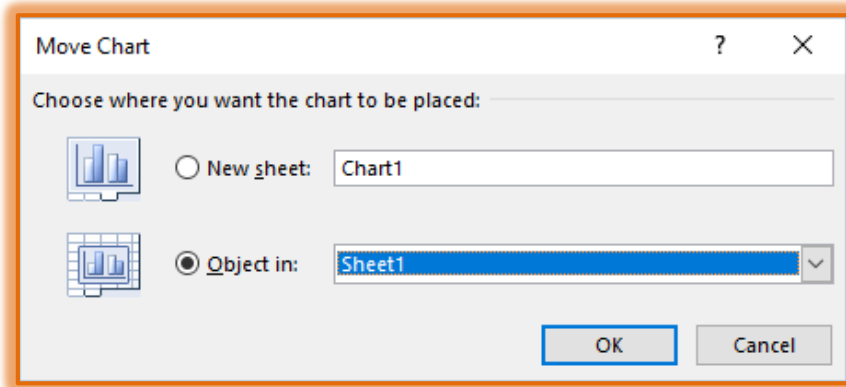 Move Chart ?
Choose where you want the chart to be placed:
New sheet: Chart1
Object in: Sheet1
OK Cancel